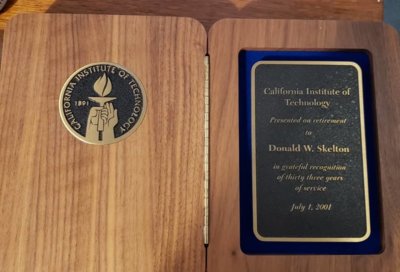 CALIFORNIA INSTITUTE OF TECHNOLOGY
1891
California Institute of
Technology
Presented on retirement
to
Donald W. Skelton
in grateful recognition
of thirty three years
of service
July 1, 2001